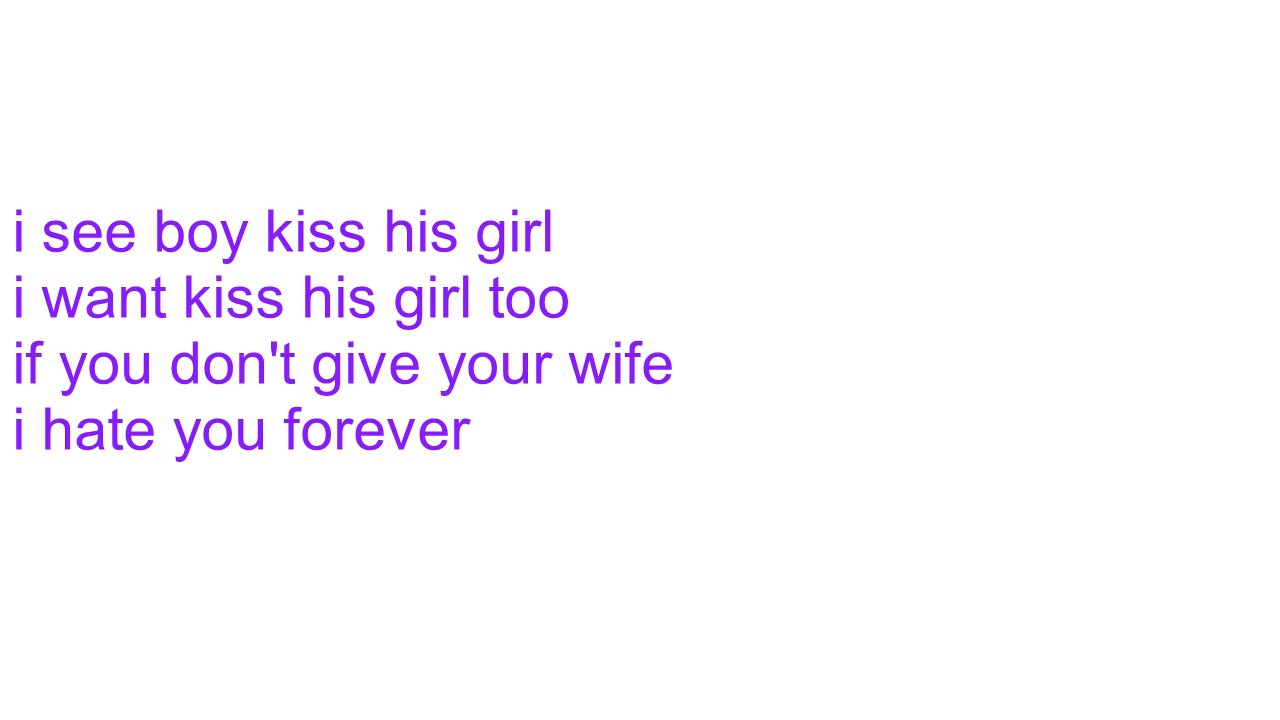 i see boy kiss his girl
i want kiss his girl too
if you don't give your wife
i hate you forever